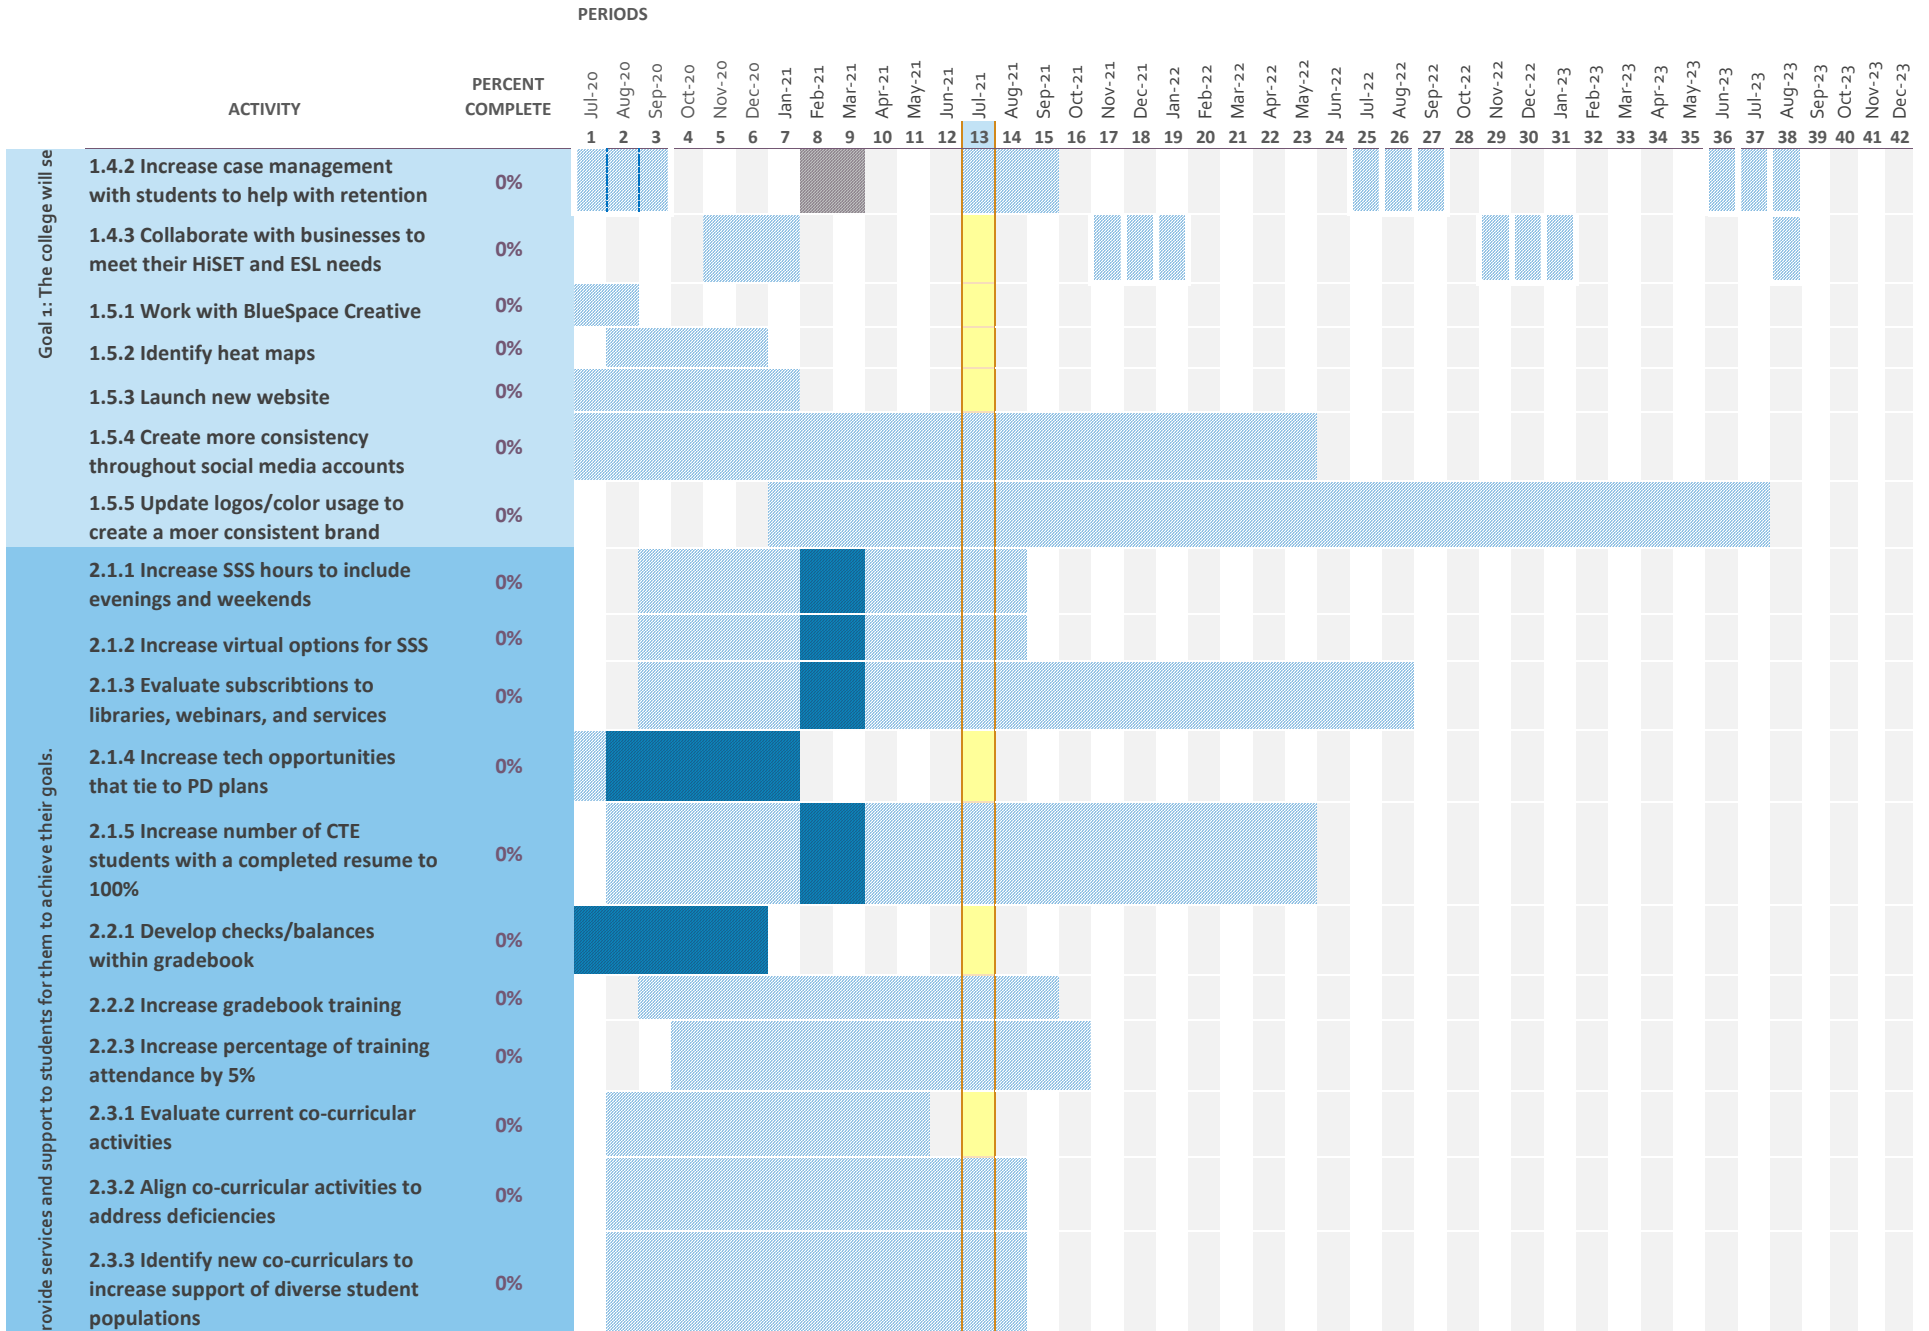 PERIODS
ACTIVITY
PERCENT
COMPLETE
Jul-20 Aug-20 Sep-20 Oct-20 Nov-20 Dec-20 Jan-21 Feb-21 Mar-21 Apr-21 May-21 Jun-21 Jul-21 Aug-21 Sep-21 Oct-21 Nov-21 Dec-21 Jan-22 Feb-22 Mar-22 Apr-22 May-22 Jun-22 Jul-22 Aug-22 Sep-22 Oct-22 Nov-22 Dec-22 Jan-23 Feb-23 Mar-23 Apr-23 May-23 Jun-23 Jul-23 Aug-23 Sep-23 Oct-23 Nov-23 Dec-23
1 2 3 4 5 6 7 8 9 10 11 12 13 14 15 16 17 18 19 20 21 22 23 24 25 26 27 28 29 30 31 32 33 34 35 36 37 38 39 40 41 42
Goal 1: The college will se
1.4.2 Increase case management
with students to help with retention
0%
1.4.3 Collaborate with businesses to
meet their HiSET and ESL needs
0%
1.5.1 Work with BlueSpace Creative
0%
1.5.2 Identify heat maps
0%
1.5.3 Launch new website
0%
1.5.4 Create more consistency
throughout social media accounts
0%
1.5.5 Update logos/color usage to
create a moer consistent brand
0%
rovide services and support to students for them to achieve their goals.
2.1.1 Increase SSS hours to include
evenings and weekends
0%
2.1.2 Increase virtual options for SSS
0%
2.1.3 Evaluate subscribtions to
libraries, webinars, and services
0%
2.1.4 Increase tech opportunities
that tie to PD plans
0%
2.1.5 Increase number of CTE
students with a completed resume to
100%
0%
2.2.1 Develop checks/balances
within gradebook
0%
2.2.2 Increase gradebook training
0%
2.2.3 Increase percentage of training
attendance by 5%
0%
2.3.1 Evaluate current co-curricular
activities
0%
2.3.2 Align co-curricular activities to
address deficiencies
0%
2.3.3 Identify new co-curriculars to
increase support of diverse student
populations
0%